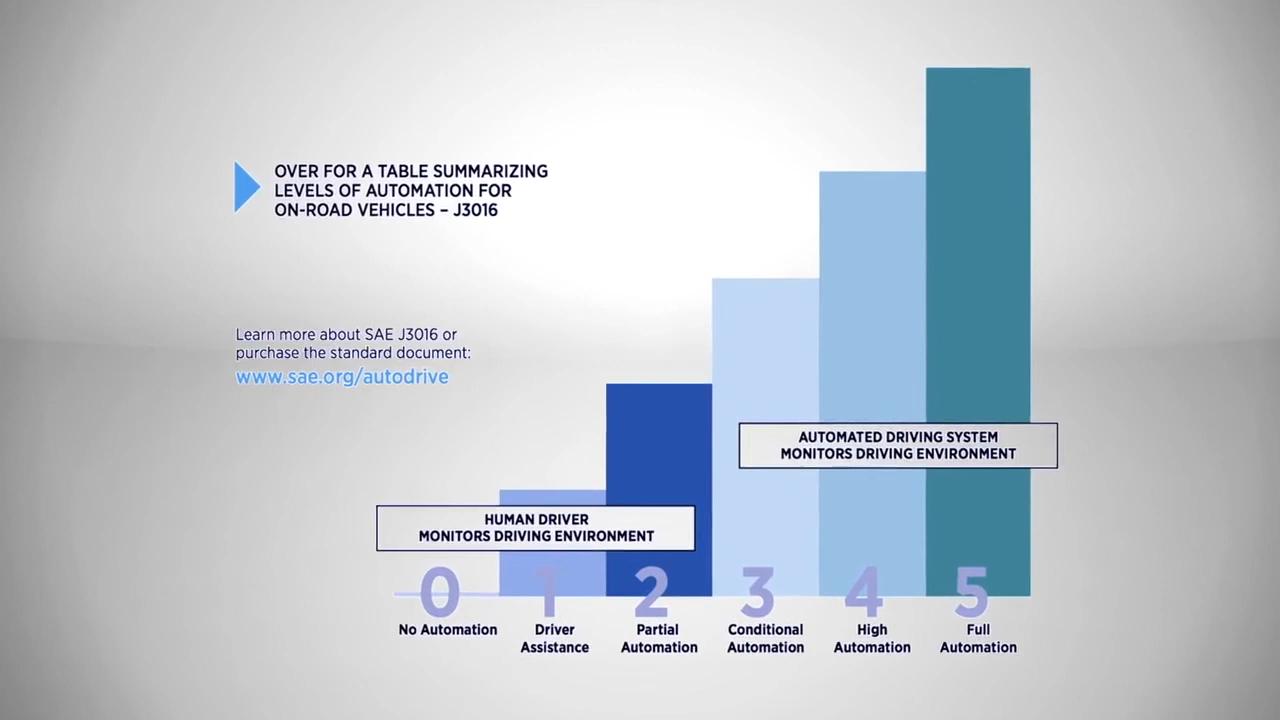 OVER FOR A TABLE SUMMARIZING
LEVELS OF AUTOMATION FOR
ON-ROAD VEHICLES – J3016
Learn more about SAE J3016 or
purchase the standard document:
www.sae.org/autodrive
AUTOMATED DRIVING SYSTEM
MONITORS DRIVING ENVIRONMENT
HUMAN DRIVER
MONITORS DRIVING ENVIRONMENT
0 1 2 3 4 5
No Automation
Driver
Assistance
Partial
Automation
Conditional
Automation
High
Automation
Full
Automation